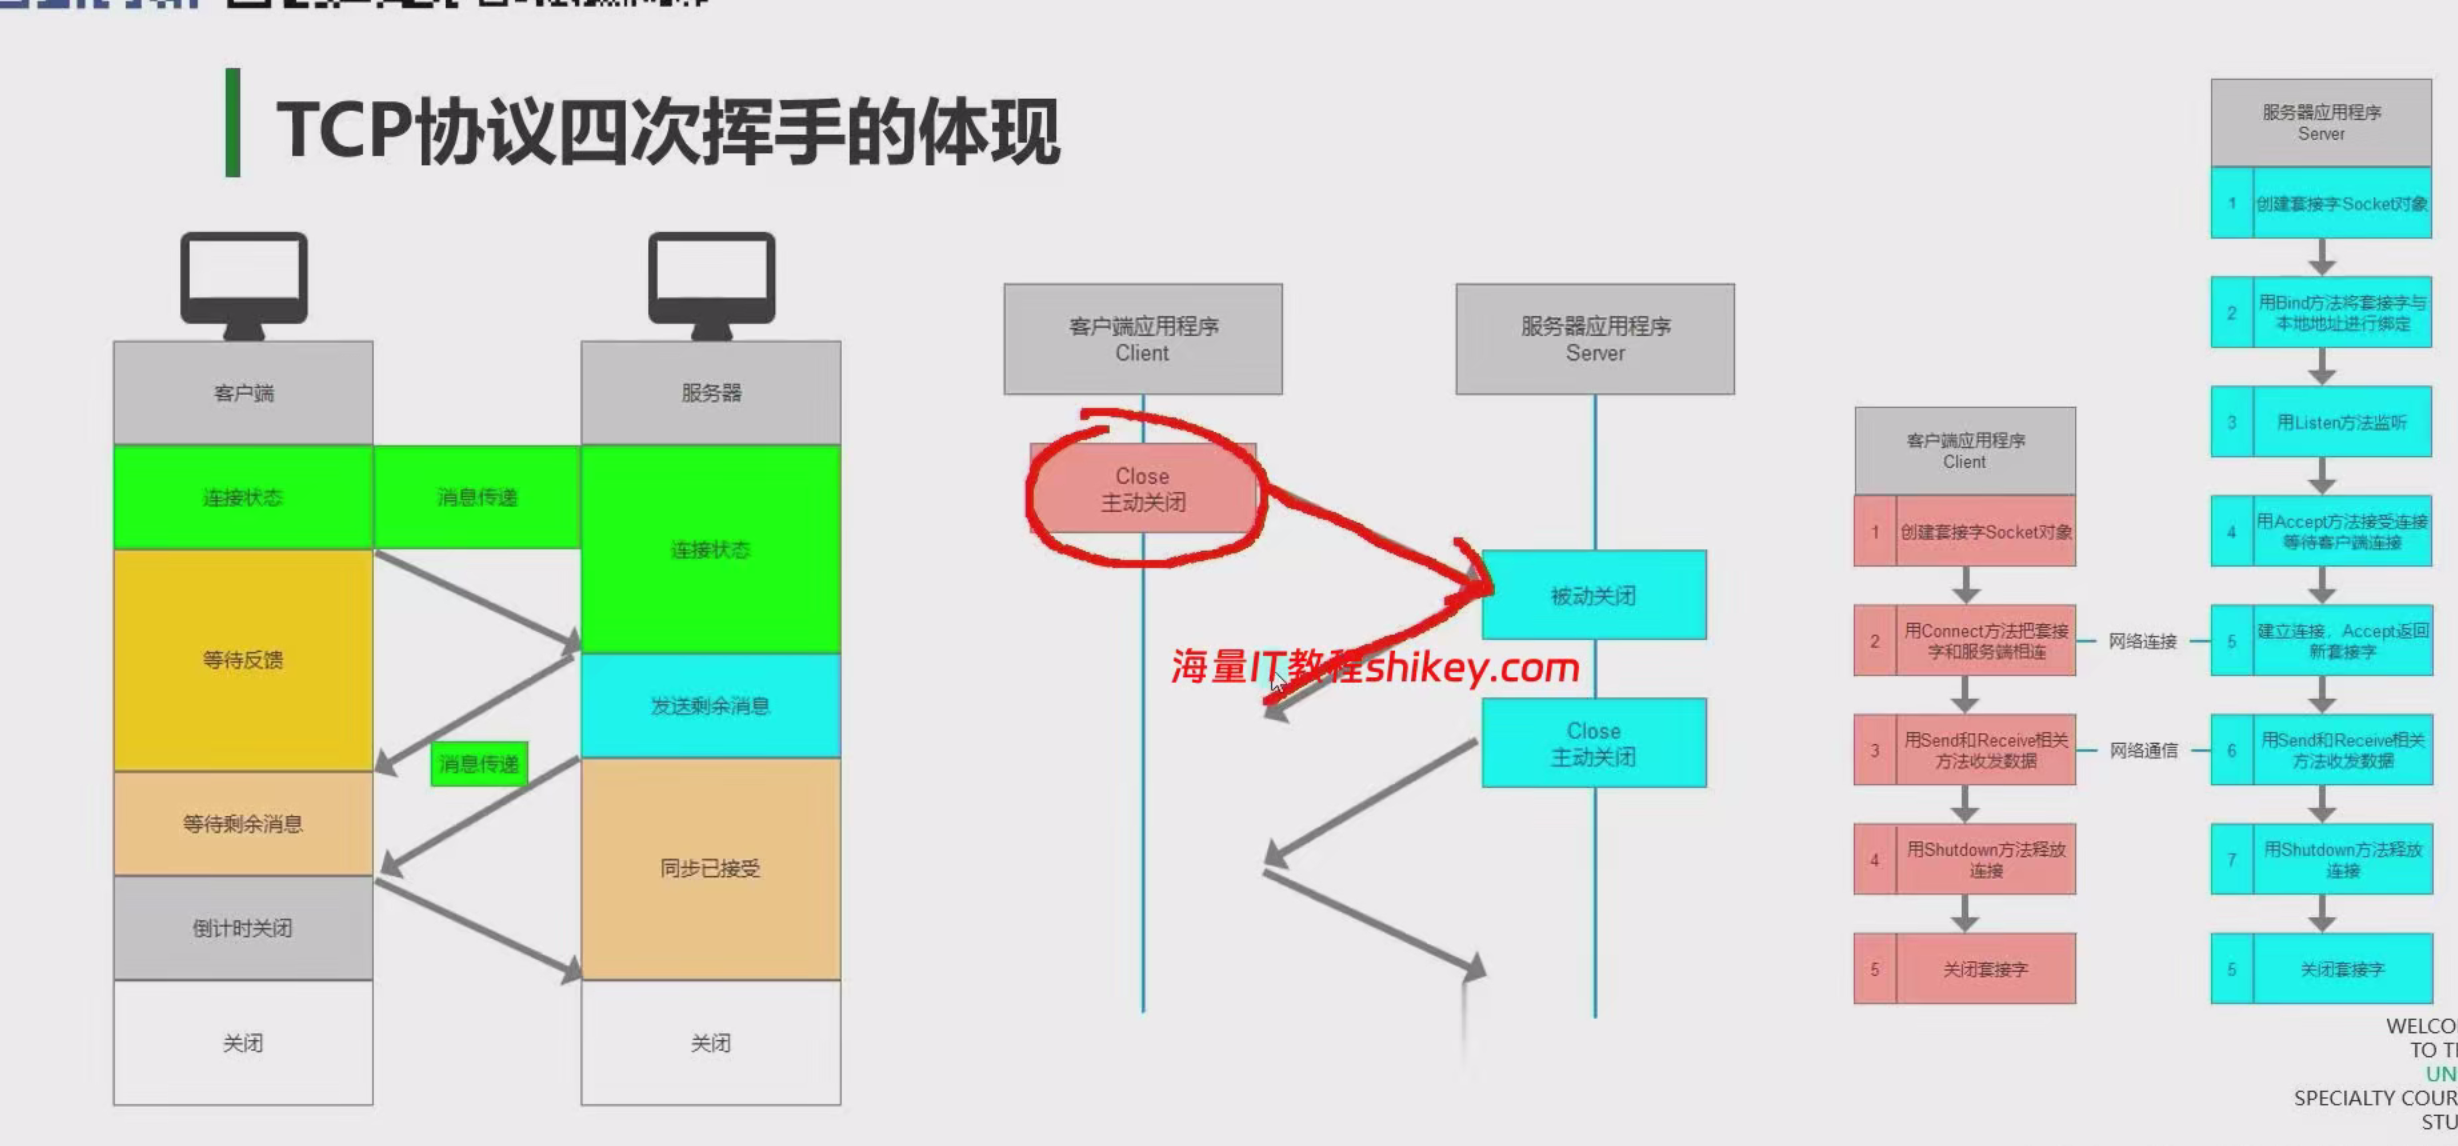 TCP协议四次挥手的体现
客户端
服务器
连接状态
消息传递
连接状态
等待反馈
发送剩余消息
消息传递
等待剩余消息
同步已接受
倒计时关闭
关闭
关闭
客户端应用程序
Client
服务器应用程序
Server
Close
主动关闭
被动关闭
海量IT教程shikey.com
Close
主动关闭
客户端应用程序
Client
1
创建套接字Socket对象
2
用Connect方法把套接
字和服务端相连
3
用Send和Receive相关
方法收发数据
4
用Shutdown方法释放
连接
5
关闭套接字
网络连接
网络通信
服务器应用程序
Server
1
创建套接字Socket对象
2
用Bind方法将套接字与
本地地址进行绑定
3
用Listen方法监听
4
用Accept方法接受连接
等待客户端连接
5
建立连接，Accept返回
新套接字
6
用Send和Receive相关
方法收发数据
7
用Shutdown方法释放
连接
5
关闭套接字
WELCO
TO T
UN
SPECIALTY COUR
STU